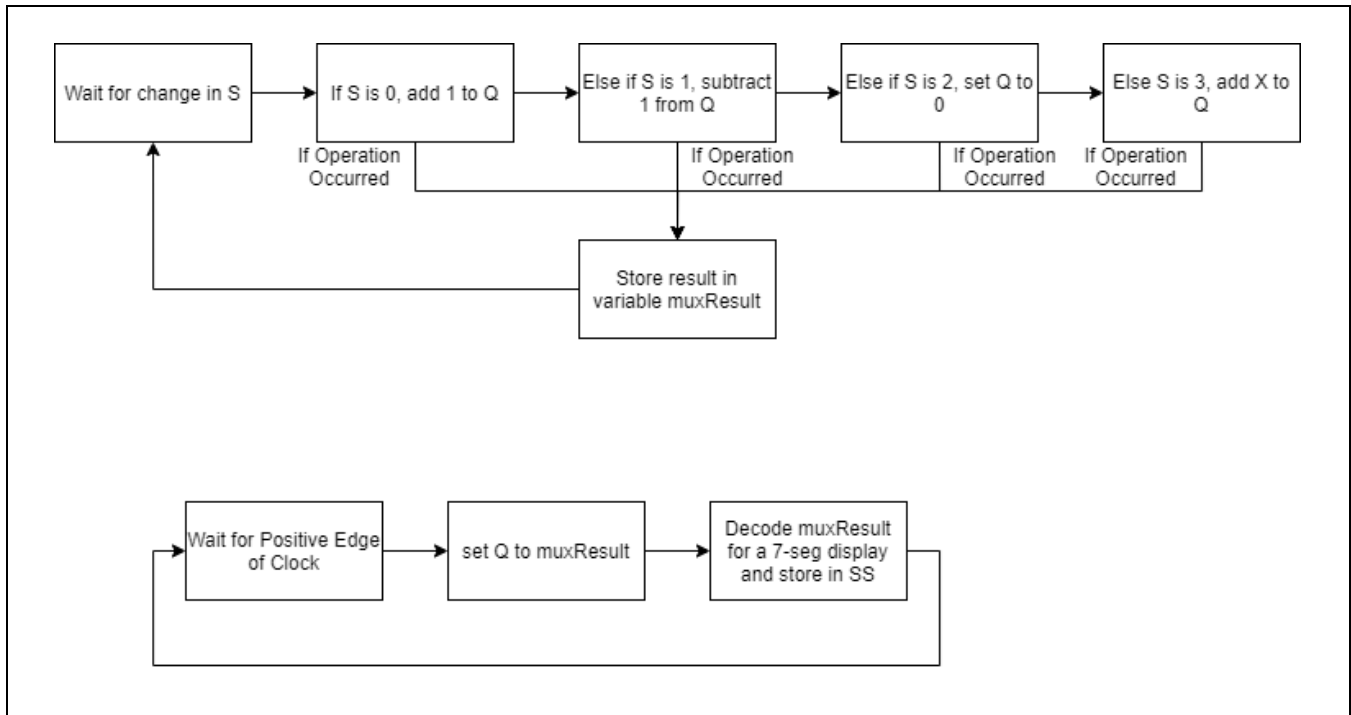 Wait for change in S
If S is 0, add 1 to Q
Else if S is 1, subtract
1 from Q
Else if S is 2, set Q to
0
Else S is 3, add X to
Q
If Operation
Occurred
If Operation
Occurred
If Operation
Occurred
If Operation
Occurred
Store result in
variable muxResult
Wait for Positive Edge
of Clock
set Q to muxResult
Decode muxResult
for a 7-seg display
and store in SS